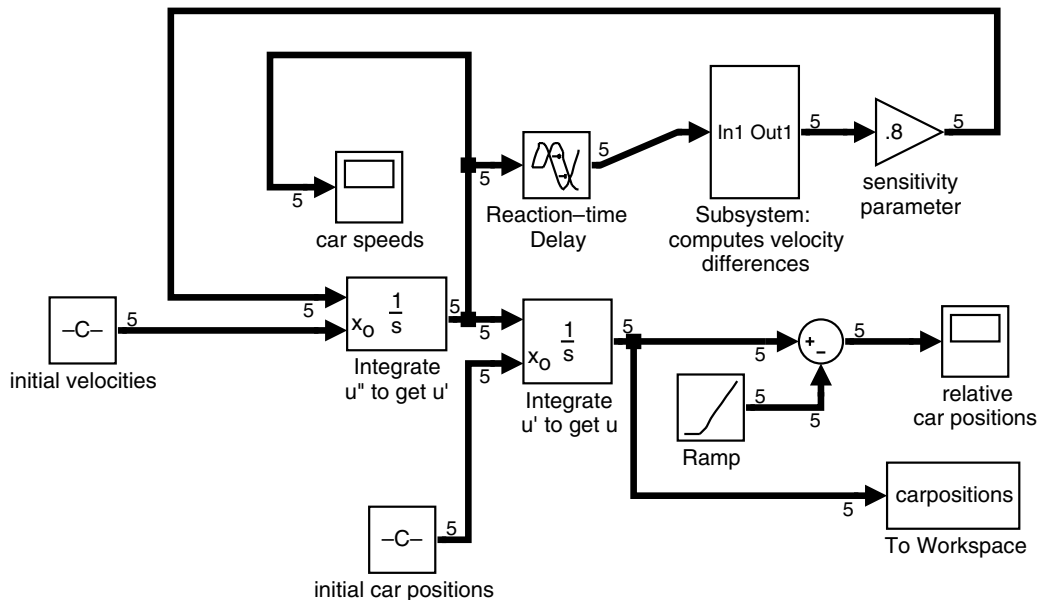 5
In1 Out1
5
.8
5
5
5
5
car speeds
Reaction–time
Delay
Subsystem:
computes velocity
differences
sensitivity
parameter
–C–
5
initial velocities
5
xo
1
s
5
Integrate
u" to get u'
5
xo
1
s
5
5
Integrate
u' to get u
5
+
–
5
relative
car positions
5
5
Ramp
5
carpositions
To Workspace
–C–
5
initial car positions